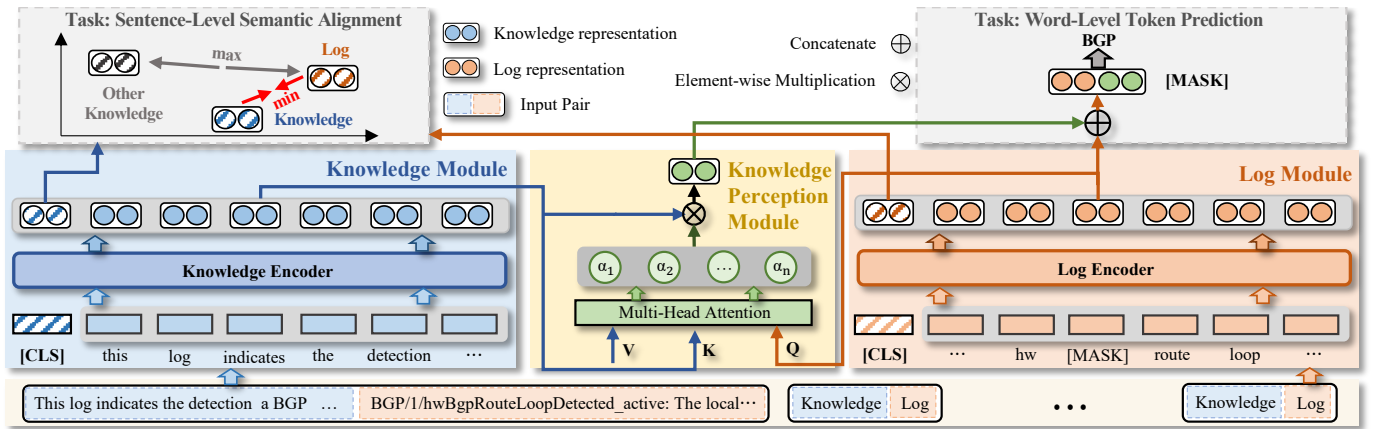 Task: Sentence-Level Semantic Alignment
max
Log
Other
Knowledge
min
Knowledge
Knowledge representation
Log representation
Input Pair
Concatenate
Element-wise Multiplication
Task: Word-Level Token Prediction
BGP
[MASK]
Knowledge Module
Knowledge Encoder
[CLS] this log indicates the detection ...
Knowledge
Perception
Module
α1 α2 ... αn
Multi-Head Attention
V K Q
Log Module
Log Encoder
[CLS] ... hw [MASK] route loop ...
This log indicates the detection a BGP ...
BGP/1/hwBgpRouteLoopDetected_active: The local...
Knowledge Log
...
Knowledge Log